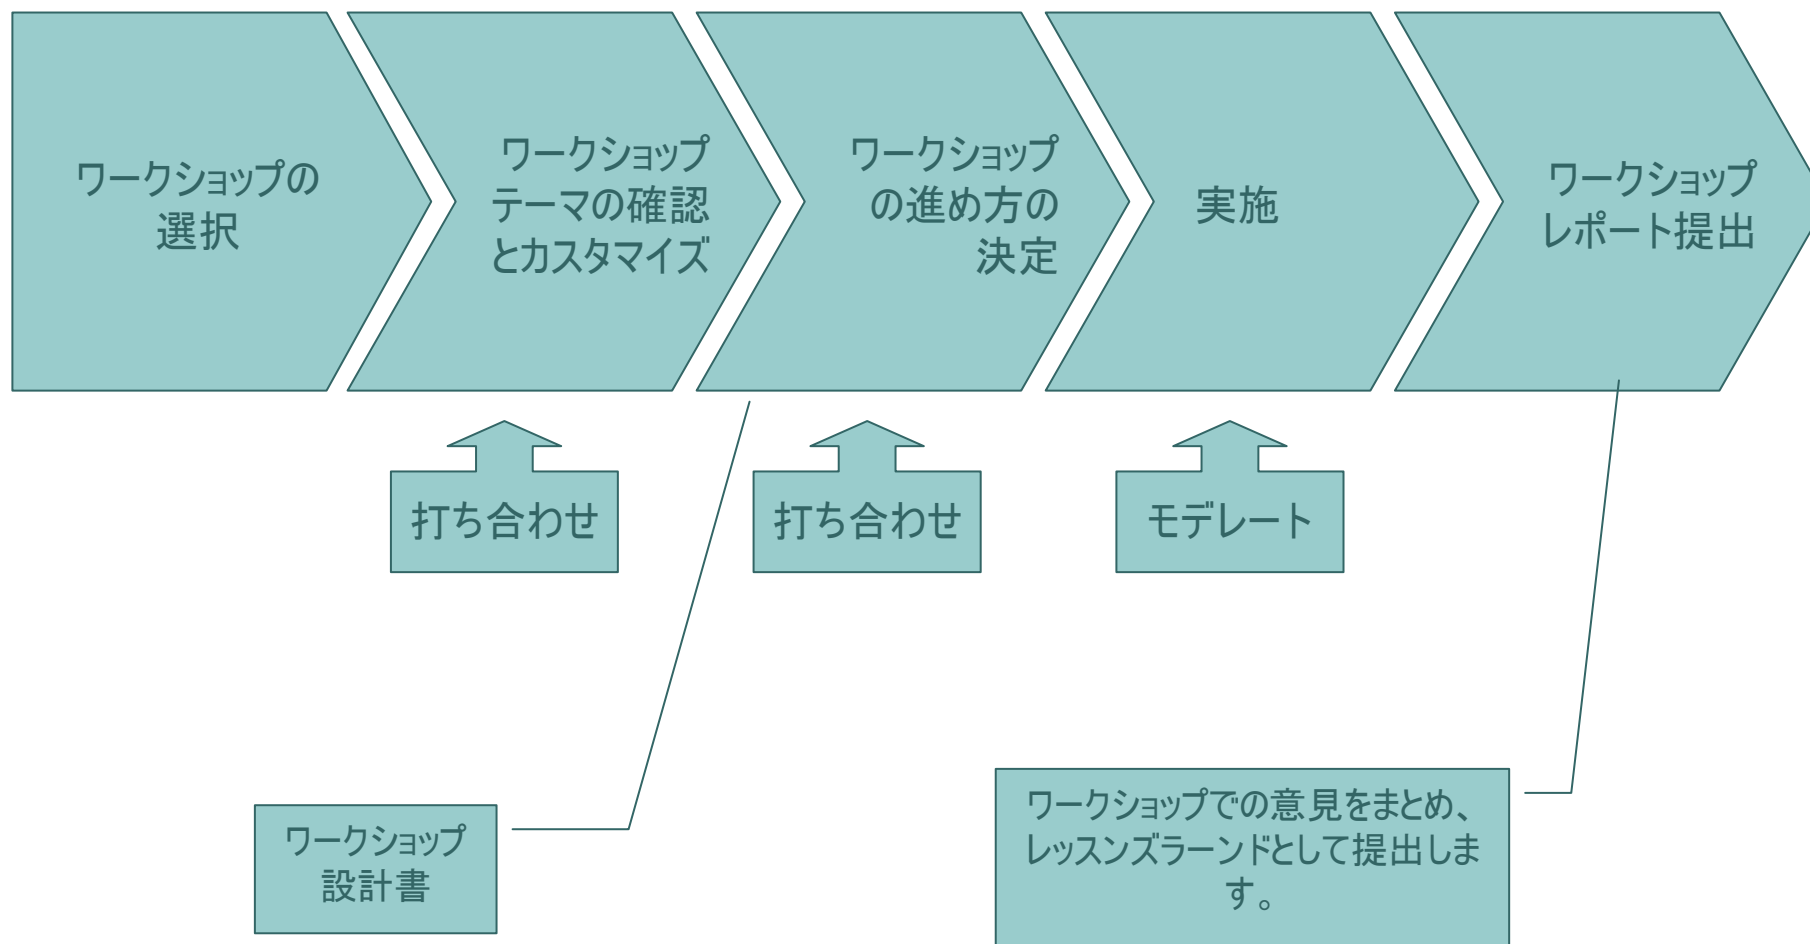 ワークショップの
選択
ワークショップ
テーマの確認
とカスタマイズ
ワークショップ
の進め方の
決定
実施
ワークショップ
レポート提出
打ち合わせ
打ち合わせ
モデレート
ワークショップ
設計書
ワークショップでの意見をまとめ、
レッスンズラーンドとして提出しま
す。